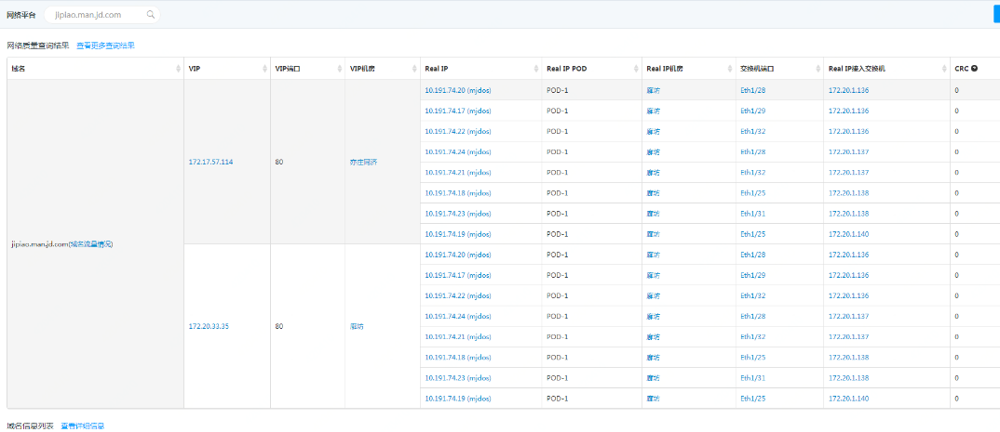 网络平台 jipiao.man.jd.com
网络质量查询结果 查看更多查询结果
域名 VIP VIP端口 VIP机房 Real IP Real IP POD Real IP机房 交换机端口 Real IP接入交换机 CRC
10.191.74.20 (mjdos) POD-1 廊坊 Eth1/28 172.20.1.136 0
10.191.74.17 (mjdos) POD-1 廊坊 Eth1/29 172.20.1.136 0
10.191.74.22 (mjdos) POD-1 廊坊 Eth1/32 172.20.1.136 0
10.191.74.24 (mjdos) POD-1 廊坊 Eth1/28 172.20.1.137 0
172.17.57.114 80 亦庄同济
10.191.74.21 (mjdos) POD-1 廊坊 Eth1/32 172.20.1.137 0
10.191.74.18 (mjdos) POD-1 廊坊 Eth1/25 172.20.1.138 0
10.191.74.23 (mjdos) POD-1 廊坊 Eth1/31 172.20.1.138 0
10.191.74.19 (mjdos) POD-1 廊坊 Eth1/25 172.20.1.140 0
jipiao.man.jd.com(域名流量情况)
10.191.74.20 (mjdos) POD-1 廊坊 Eth1/28 172.20.1.136 0
10.191.74.17 (mjdos) POD-1 廊坊 Eth1/29 172.20.1.136 0
10.191.74.22 (mjdos) POD-1 廊坊 Eth1/32 172.20.1.136 0
10.191.74.24 (mjdos) POD-1 廊坊 Eth1/28 172.20.1.137 0
172.20.33.35 80 廊坊
10.191.74.21 (mjdos) POD-1 廊坊 Eth1/32 172.20.1.137 0
10.191.74.18 (mjdos) POD-1 廊坊 Eth1/25 172.20.1.138 0
10.191.74.23 (mjdos) POD-1 廊坊 Eth1/31 172.20.1.138 0
10.191.74.19 (mjdos) POD-1 廊坊 Eth1/25 172.20.1.140 0
域名信息列表 查看详细信息